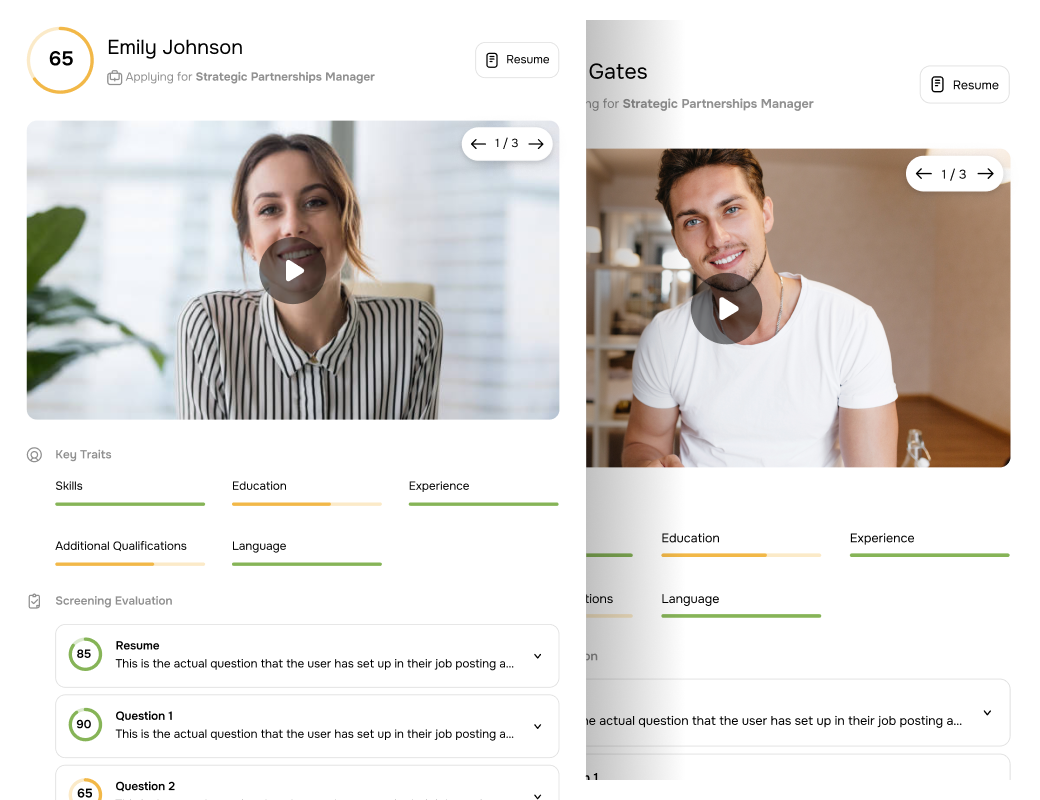 65
Emily Johnson
Applying for Strategic Partnerships Manager
Resume
1 / 3
Key Traits
Skills
Education
Experience
Additional Qualifications
Language
Screening Evaluation
85
Resume
This is the actual question that the user has set up in their job posting a...
90
Question 1
This is the actual question that the user has set up in their job posting a...
65
Question 2
Gates
ng for Strategic Partnerships Manager
Resume
1 / 3
Education
Experience
tions
Language
on
he actual question that the user has set up in their job posting a...